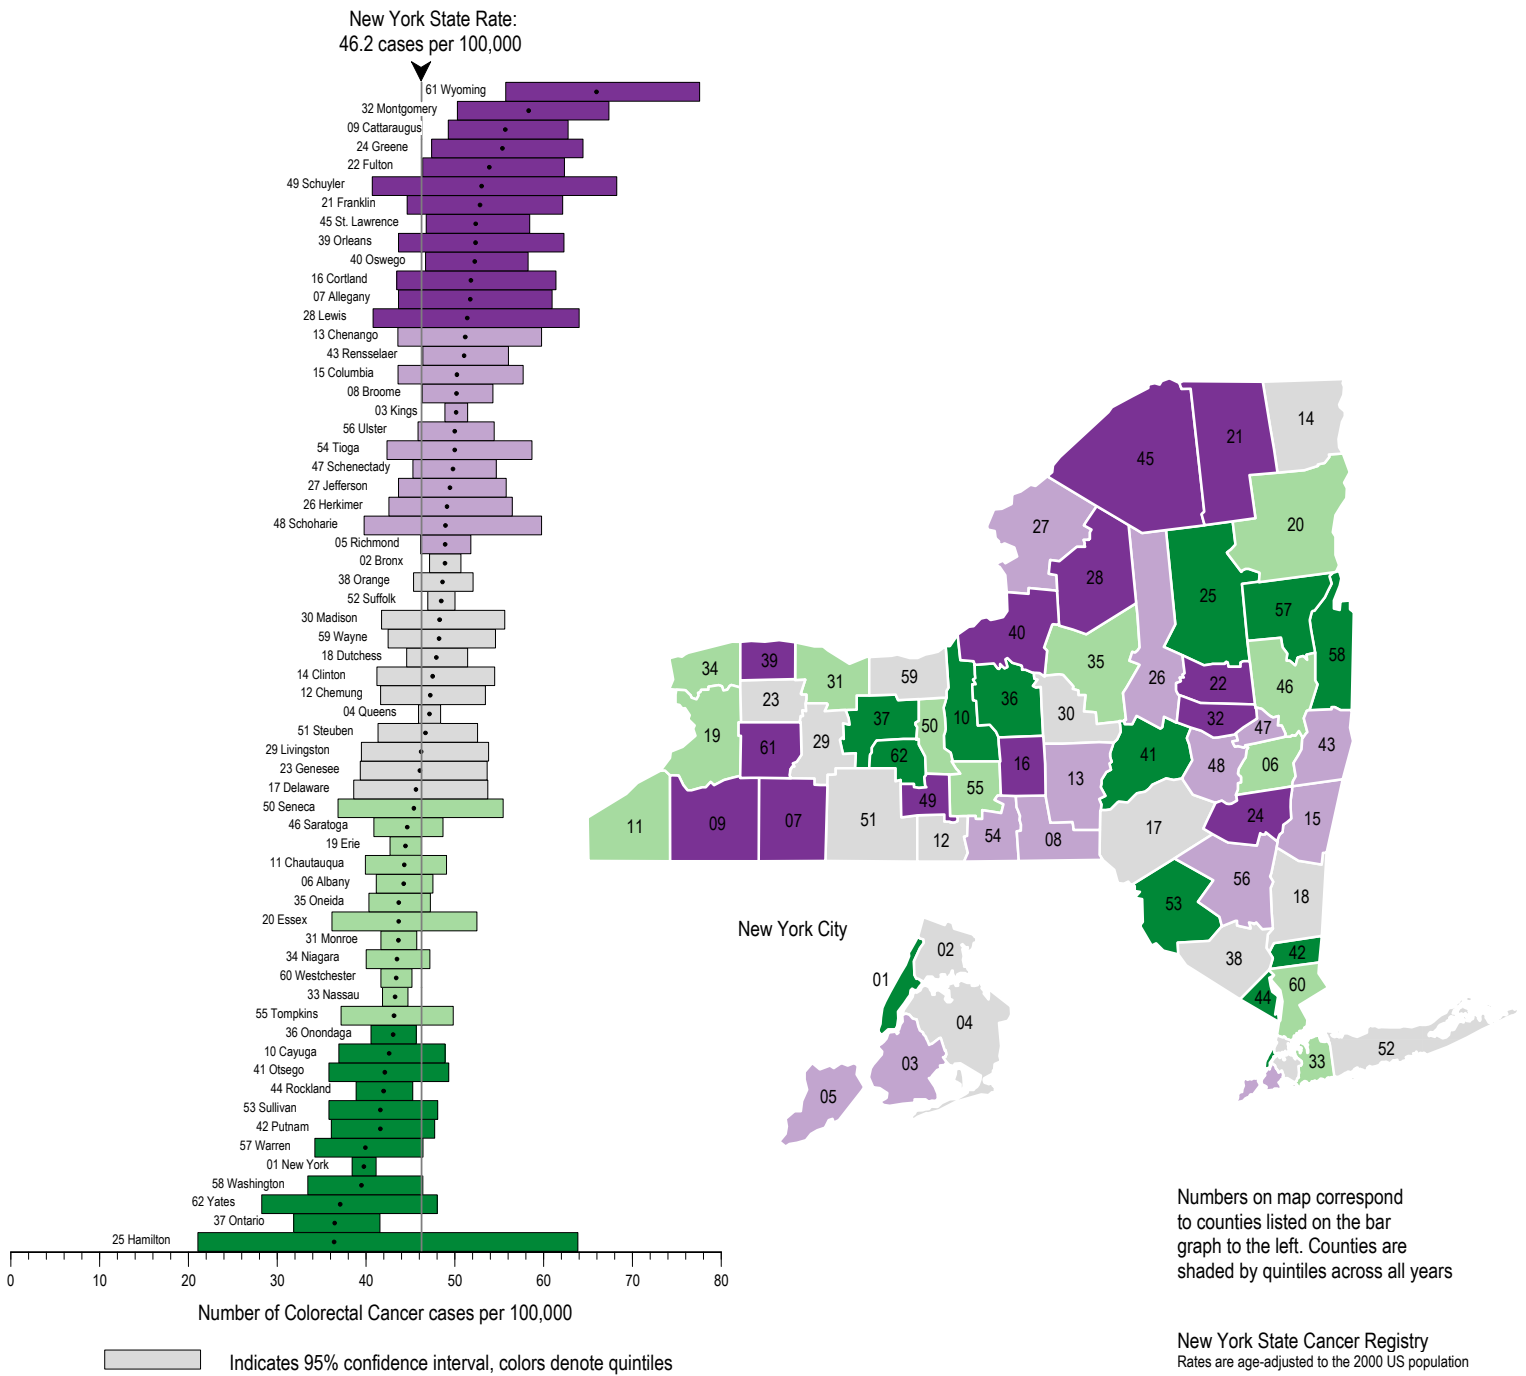 New York State Rate:
46.2 cases per 100,000
61 Wyoming
32 Montgomery
09 Cattaraugus
24 Greene
22 Fulton
49 Schuyler
21 Franklin
45 St. Lawrence
39 Orleans
40 Oswego
16 Cortland
07 Allegany
28 Lewis
13 Chenango
43 Rensselaer
15 Columbia
08 Broome
03 Kings
56 Ulster
54 Tioga
47 Schenectady
27 Jefferson
26 Herkimer
48 Schoharie
05 Richmond
02 Bronx
38 Orange
52 Suffolk
30 Madison
59 Wayne
18 Dutchess
14 Clinton
12 Chemung
04 Queens
51 Steuben
29 Livingston
23 Genesee
17 Delaware
50 Seneca
46 Saratoga
19 Erie
11 Chautauqua
06 Albany
35 Oneida
20 Essex
31 Monroe
34 Niagara
60 Westchester
33 Nassau
55 Tompkins
36 Onondaga
10 Cayuga
41 Otsego
44 Rockland
53 Sullivan
42 Putnam
57 Warren
01 New York
58 Washington
62 Yates
37 Ontario
25 Hamilton
0 10 20 30 40 50 60 70 80
Number of Colorectal Cancer cases per 100,000
Indicates 95% confidence interval, colors denote quintiles
14
21
45
20
27
28
25
57
40
58
35
34
39
59
31
26
22
46
23
36
37
10
30
50
32
47
19
61
29
62
41
43
16
48
06
13
55
49
24
11
09
07
51
17
15
12
54
08
56
18
53
42
38
60
44
52
33
New York City
02
01
04
03
05
Numbers on map correspond
to counties listed on the bar
graph to the left. Counties are
shaded by quintiles across all years
New York State Cancer Registry
Rates are age-adjusted to the 2000 US population